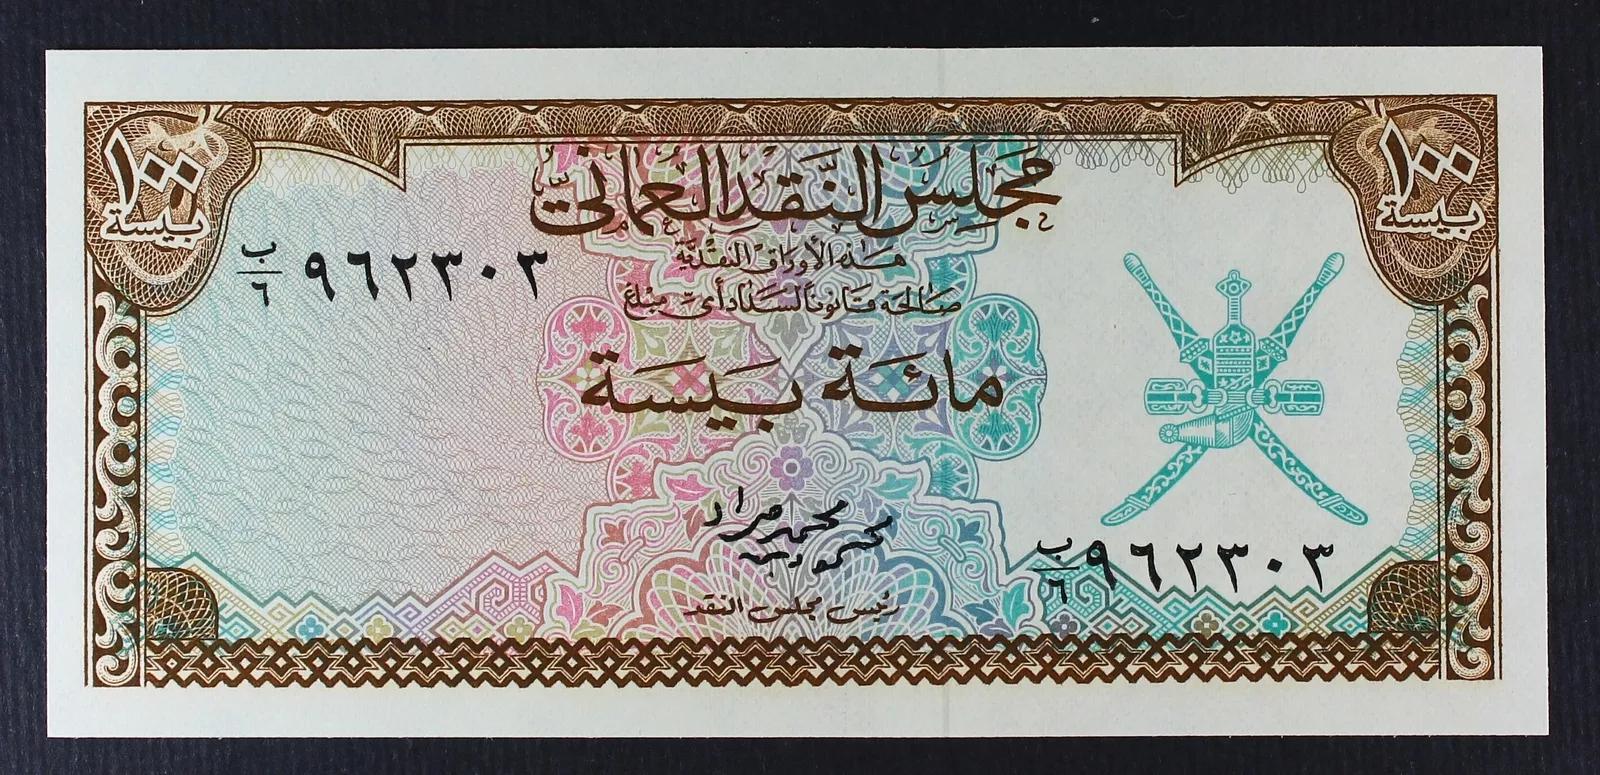 ١٠٠
بيسة
١٠٠
بيسة
مجلس النقد العماني
ب/٦ ٩٦٢٣٠٣
هذه الأوراق النقدية
صالحة قانوناً لسداد أي مبلغ
مائة بيسة
رئيس مجلس النقد
ب/٦ ٩٦٢٣٠٣